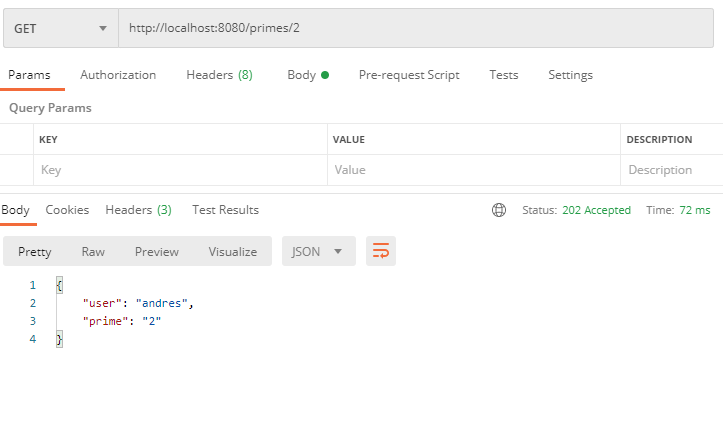 GET http://localhost:8080/primes/2
Params Authorization Headers (8) Body Pre-request Script Tests Settings
Query Params
KEY VALUE DESCRIPTION
Key Value Description
Body Cookies Headers (3) Test Results Status: 202 Accepted Time: 72 ms
Pretty Raw Preview Visualize JSON
1 {
2 "user": "andres",
3 "prime": "2"
4 }